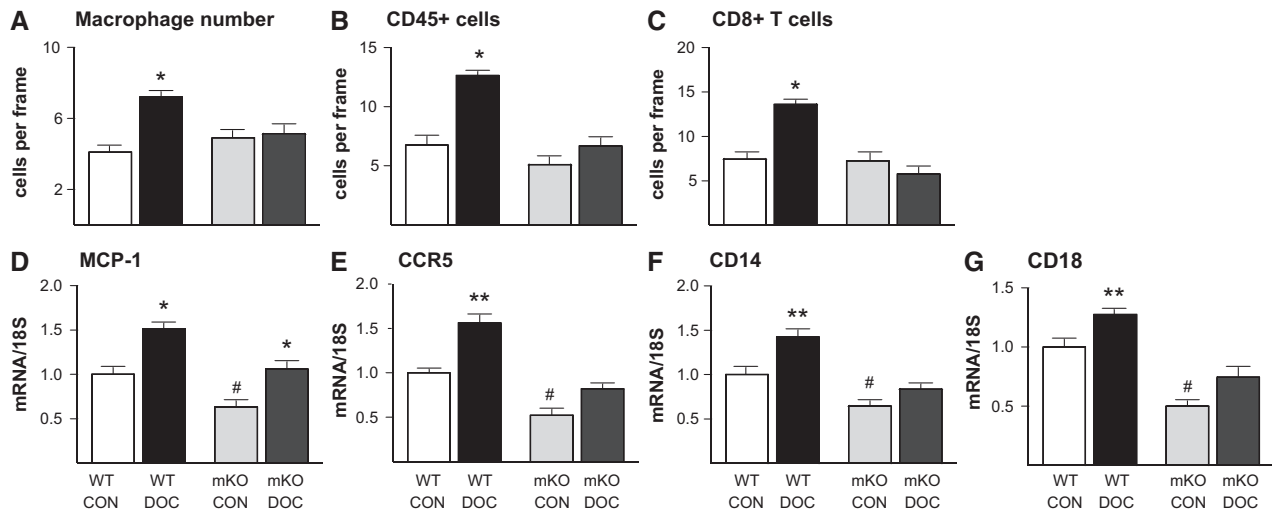 A Macrophage number
cells per frame
10
6
2
*
B CD45+ cells
cells per frame
15
10
5
*
C CD8+ T cells
cells per frame
20
15
10
5
*
D MCP-1
mRNA/18S
2.0
1.5
1.0
0.5
*
#
*
WT CON
WT DOC
mKO CON
mKO DOC
E CCR5
mRNA/18S
2.0
1.5
1.0
0.5
**
#
WT CON
WT DOC
mKO CON
mKO DOC
F CD14
mRNA/18S
2.0
1.5
1.0
0.5
**
#
WT CON
WT DOC
mKO CON
mKO DOC
G CD18
mRNA/18S
1.5
1.0
0.5
**
#
WT CON
WT DOC
mKO CON
mKO DOC